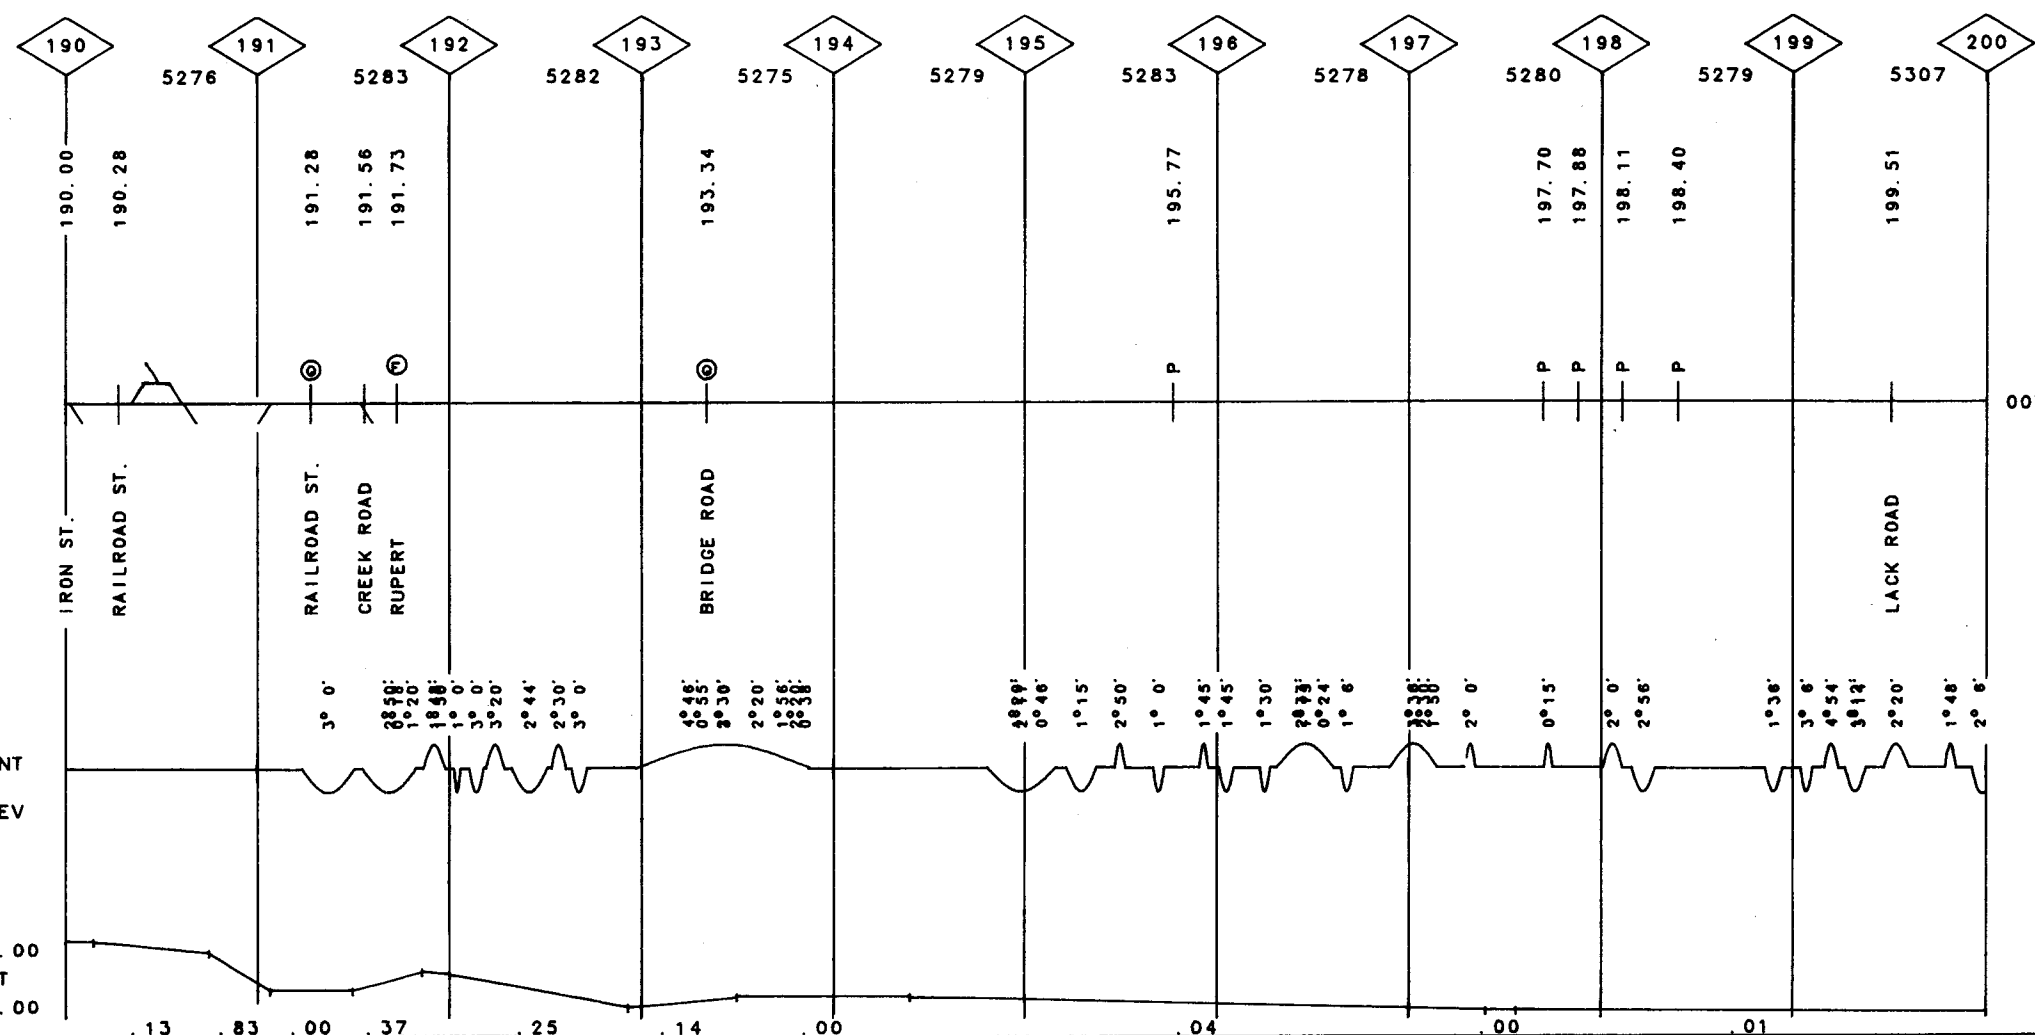 190 191 192 193 194 195 196 197 198 199 200
5276 5283 5282 5275 5279 5283 5278 5280 5279 5307
190.00 190.28 191.28 191.56 191.73 193.34 195.77 197.70 197.88 198.11 198.40 199.51
P P P P P
00
IRON ST.
RAILROAD ST.
RAILROAD ST.
CREEK ROAD
RUPERT
BRIDGE ROAD
LACK ROAD
3° 0' 1°20' 1° 0' 3° 0' 3°20' 2°44' 2°30' 3° 0' 4°46' 0°55' 2°20' 1°56' 0°46' 1°15' 2°50' 1° 0' 1°45' 1°45' 1°30' 0°24' 1° 6' 2° 0' 0°15' 2° 0' 2°56' 1°36' 3° 6' 4°54' 2°20' 1°48' 2° 6'
NT
EV
.00
T
.00
.13 .83 .00 .37 .25 .14 .00 .04 .00 .01